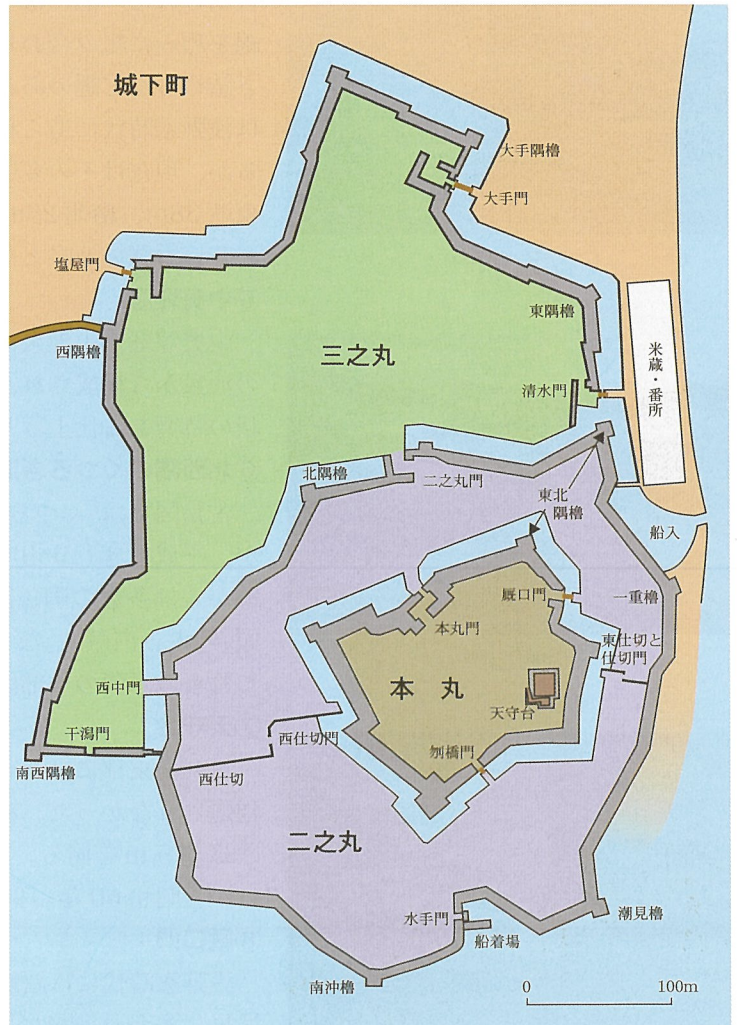 城下町
大手隅櫓
大手門
塩屋門
東隅櫓
西隅櫓
三之丸
米蔵・番所
清水門
北隅櫓
二之丸門
東北
隅櫓
船入
厩口門
一重櫓
本丸門
東仕切と
仕切門
西中門
本丸
天守台
干潟門
西仕切門
刎橋門
南西隅櫓
西仕切
二之丸
水手門
潮見櫓
船着場
南沖櫓
0
100m